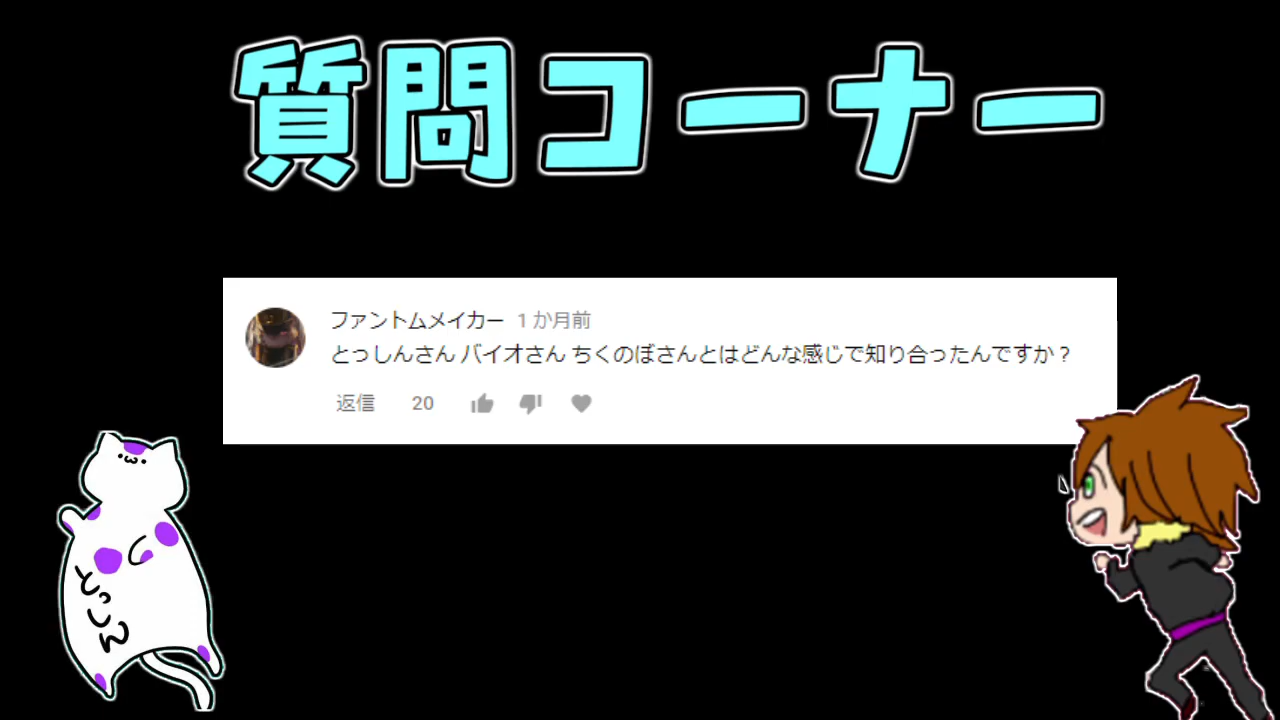 質問コーナー
ファントムメイカー 1 か月前
とっしんさん バイオさん ちくのぼさんとはどんな感じで知り合ったんですか？
返信 20
とっしん